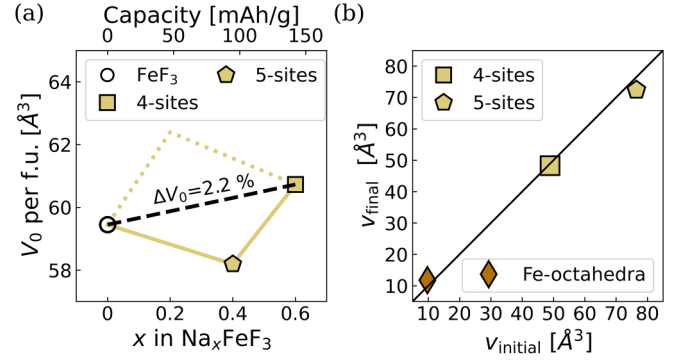 (a)
Capacity [mAh/g]
0 50 100 150
V₀ per f.u. [Å³]
64
62
60
58
FeF₃
4-sites
5-sites
ΔV₀=2.2 %
0 0.2 0.4 0.6
x in NaₓFeF₃
(b)
v_final [Å³]
80
70
60
50
40
30
20
10
4-sites
5-sites
Fe-octahedra
10 20 30 40 50 60 70 80
v_initial [Å³]